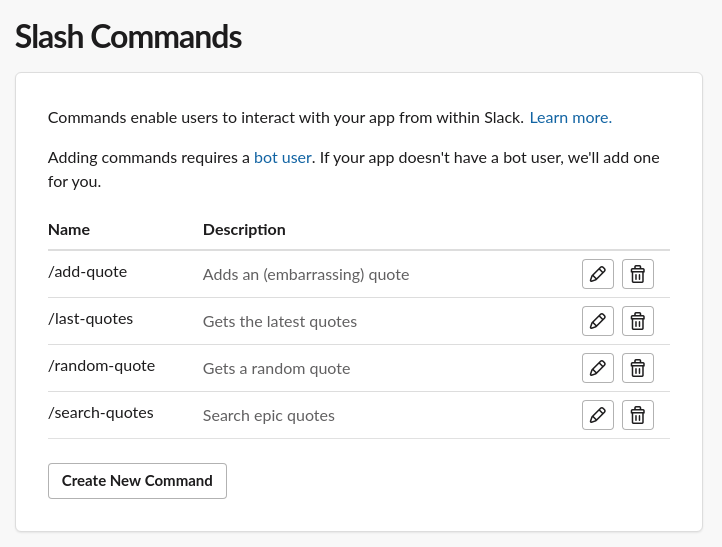 Slash Commands
Commands enable users to interact with your app from within Slack. Learn more.
Adding commands requires a bot user. If your app doesn't have a bot user, we'll add one
for you.
Name Description
/add-quote Adds an (embarrassing) quote
/last-quotes Gets the latest quotes
/random-quote Gets a random quote
/search-quotes Search epic quotes
Create New Command